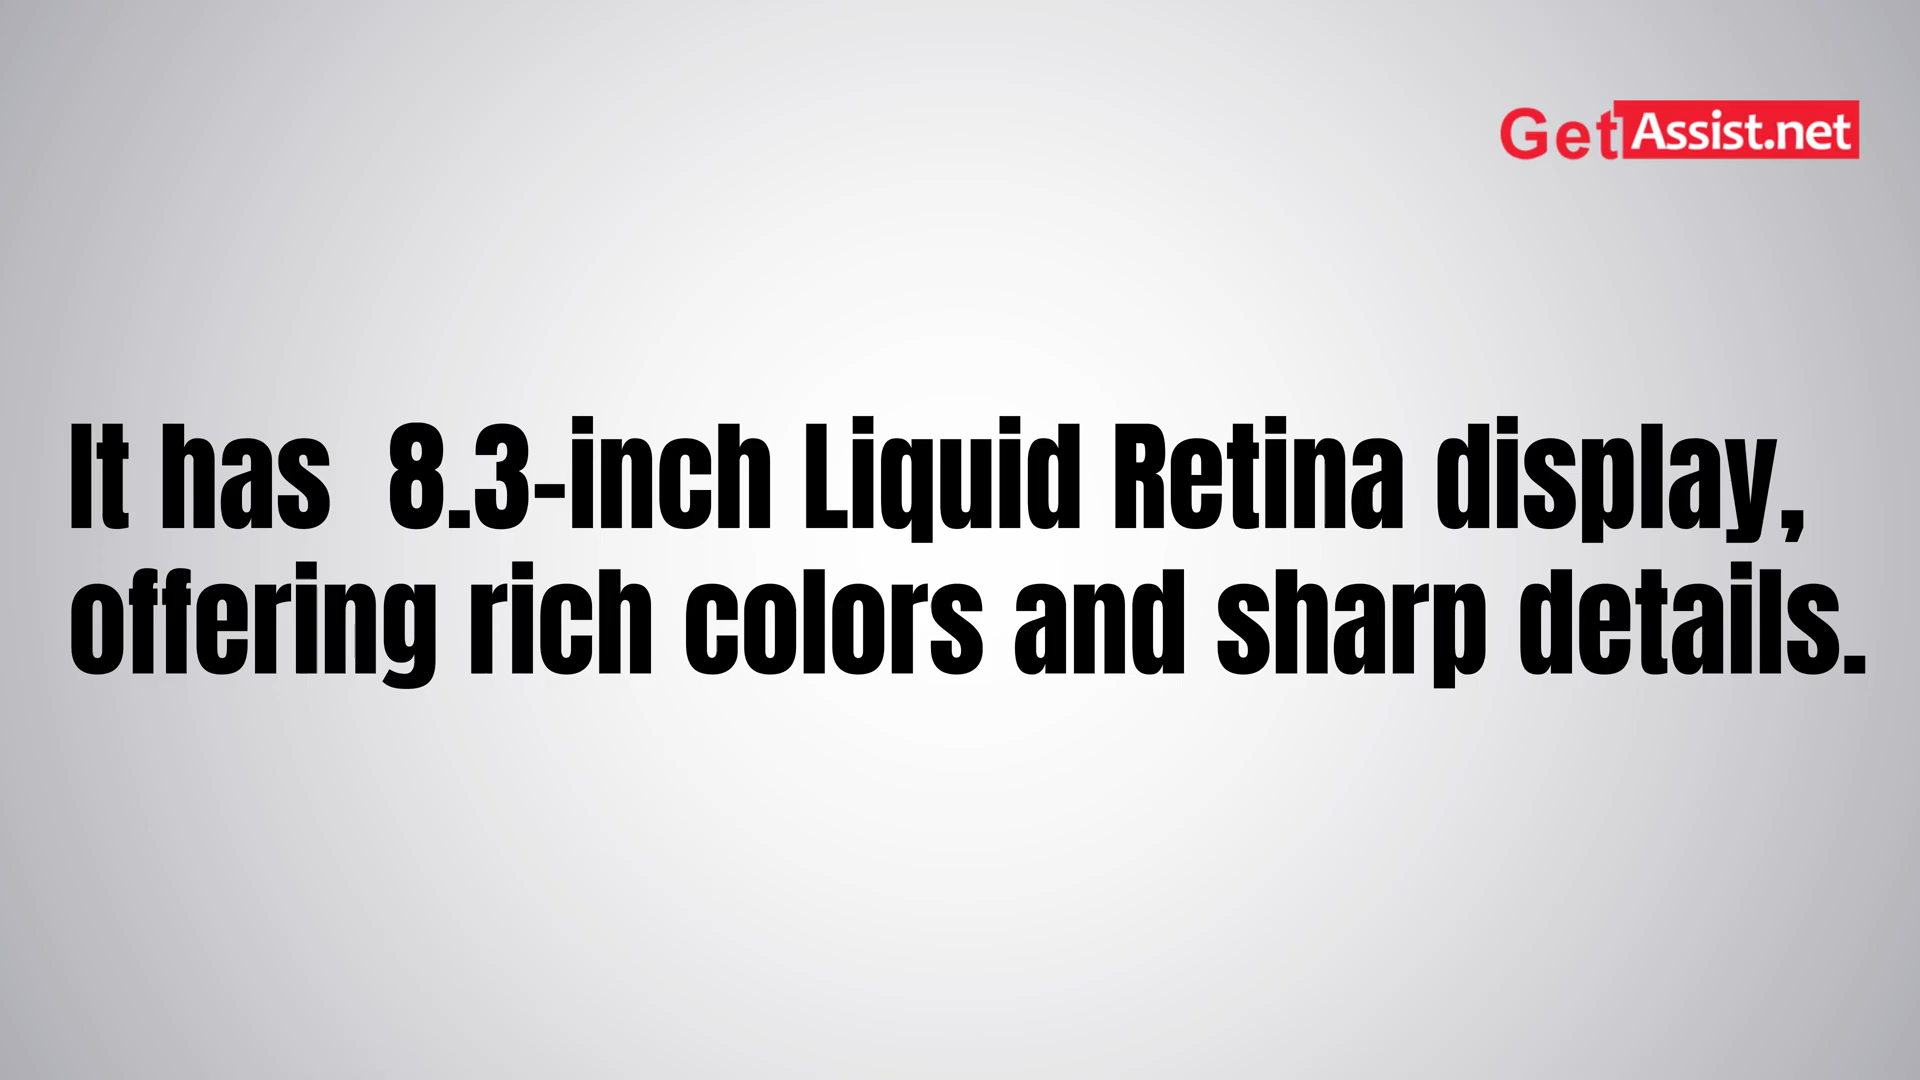 GetAssist.net
It has  8.3-inch Liquid Retina display,
offering rich colors and sharp details.